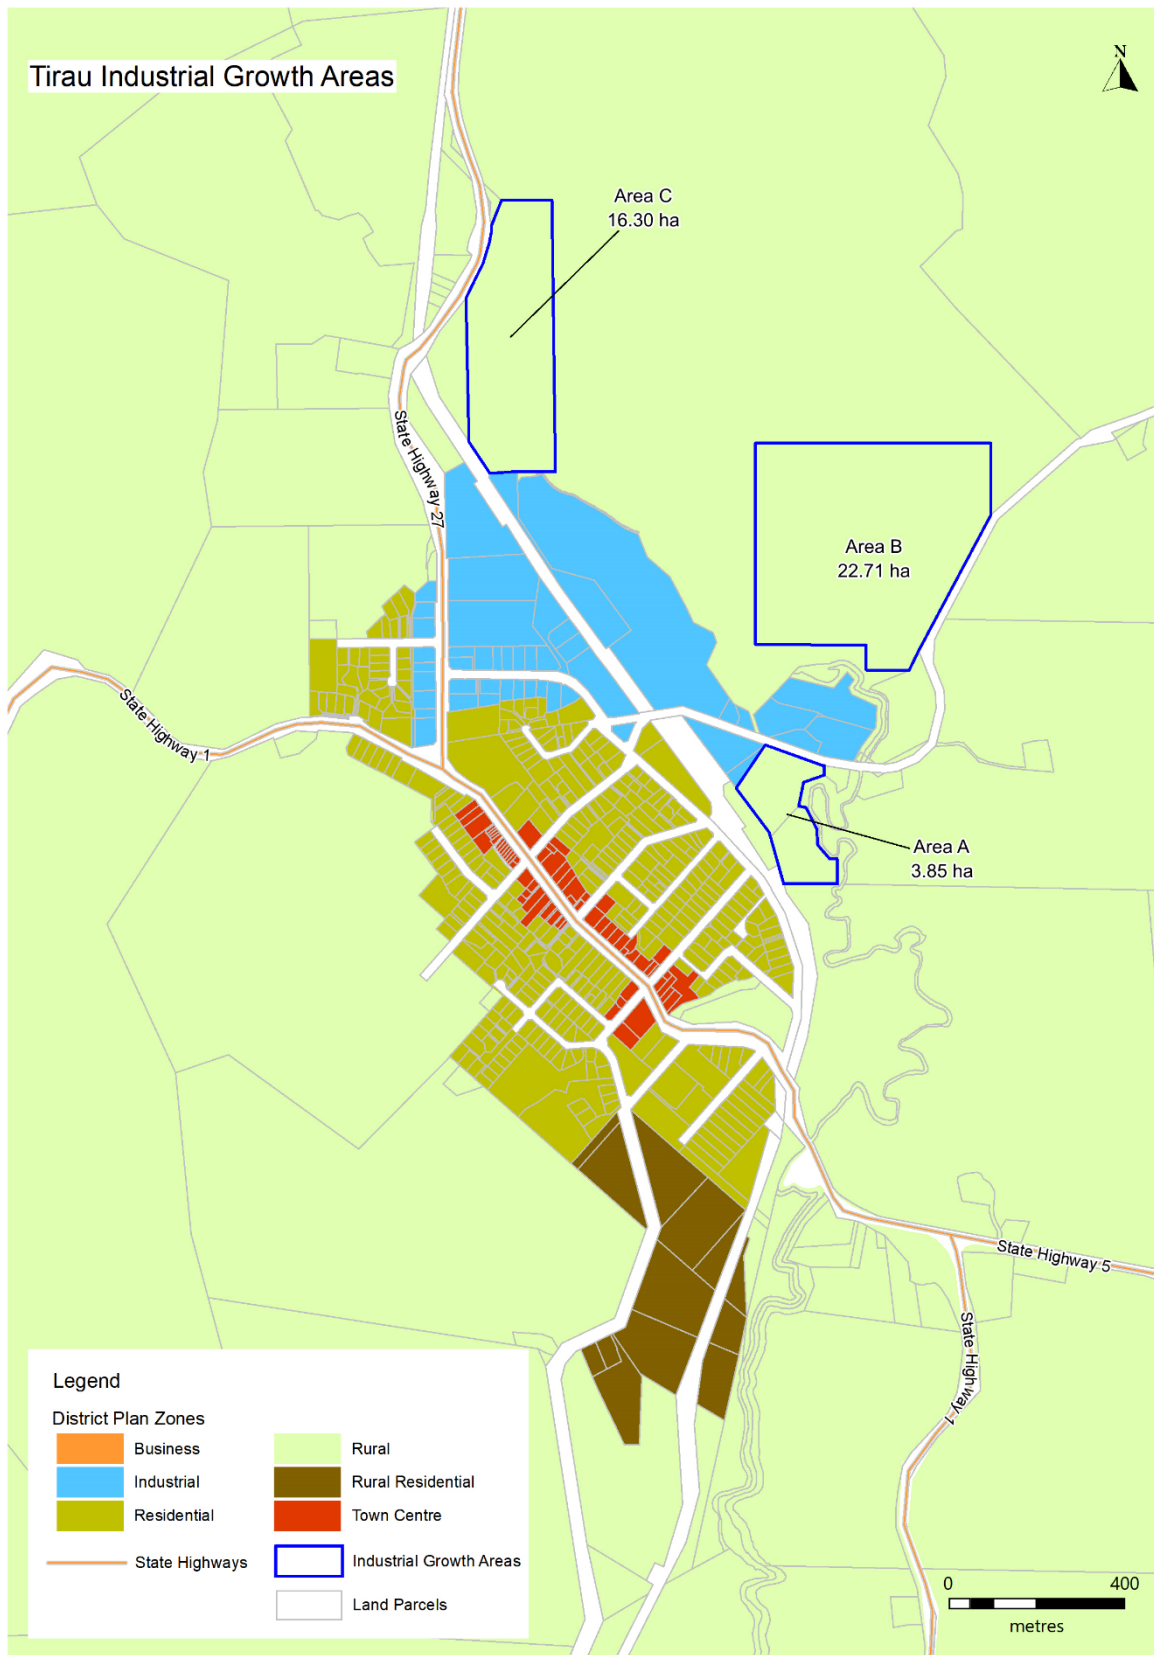 Tirau Industrial Growth Areas
N
Area C
16.30 ha
State Highway 27
Area B
22.71 ha
State Highway 1
Area A
3.85 ha
State Highway 5
State Highway 1
Legend
District Plan Zones
Business
Rural
Industrial
Rural Residential
Residential
Town Centre
State Highways
Industrial Growth Areas
Land Parcels
0 400
metres